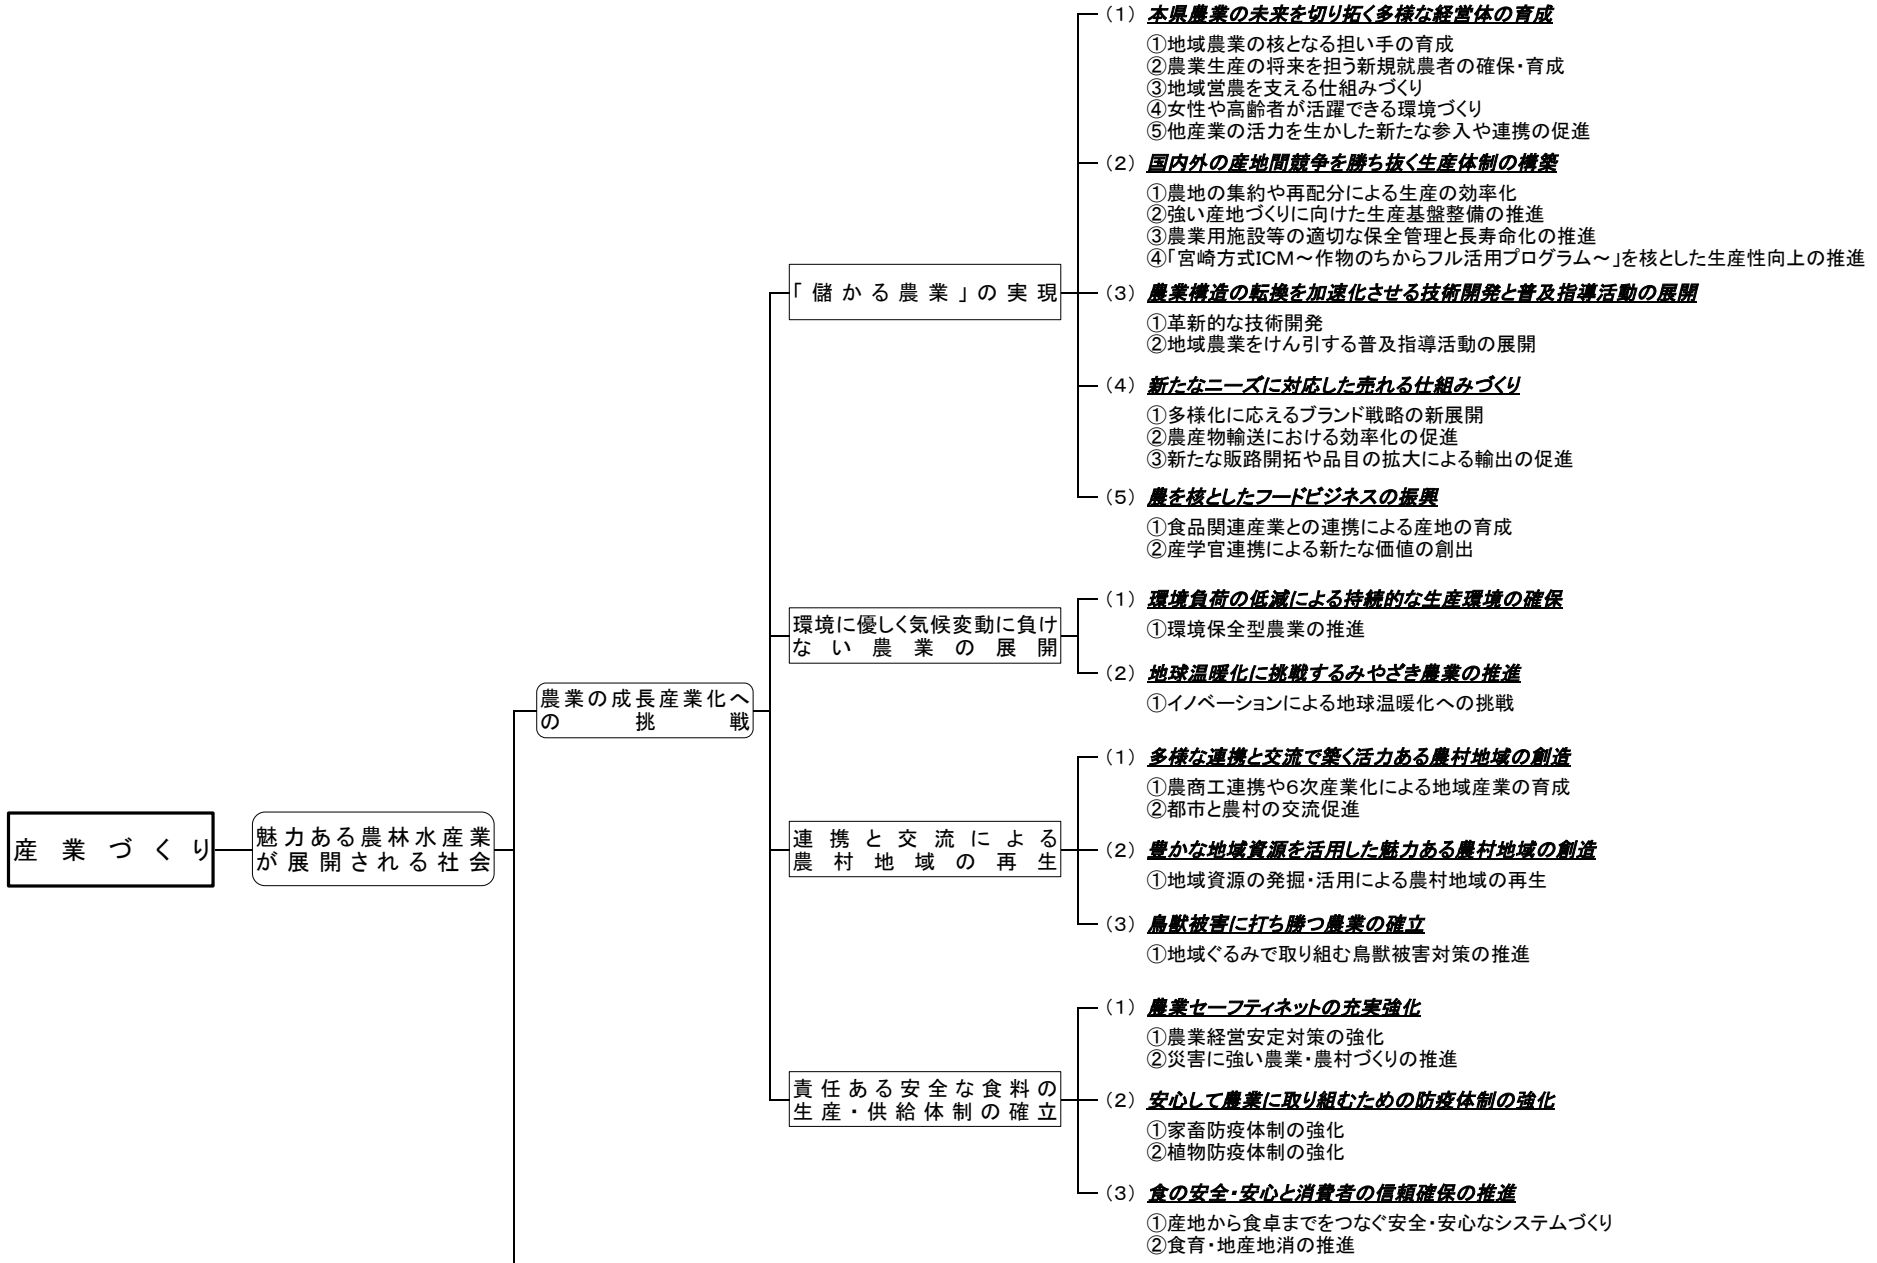 産業づくり
魅力ある農林水産業
が展開される社会
農業の成長産業化へ
の挑戦
「儲かる農業」の実現
(1) 本県農業の未来を切り拓く多様な経営体の育成
①地域農業の核となる担い手の育成
②農業生産の将来を担う新規就農者の確保・育成
③地域営農を支える仕組みづくり
④女性や高齢者が活躍できる環境づくり
⑤他産業の活力を生かした新たな参入や連携の促進
(2) 国内外の産地間競争を勝ち抜く生産体制の構築
①農地の集約や再配分による生産の効率化
②強い産地づくりに向けた生産基盤整備の推進
③農業用施設等の適切な保全管理と長寿命化の推進
④「宮崎方式ICM～作物のちからフル活用プログラム～」を核とした生産性向上の推進
(3) 農業構造の転換を加速化させる技術開発と普及指導活動の展開
①革新的な技術開発
②地域農業をけん引する普及指導活動の展開
(4) 新たなニーズに対応した売れる仕組みづくり
①多様化に応えるブランド戦略の新展開
②農産物輸送における効率化の促進
③新たな販路開拓や品目の拡大による輸出の促進
(5) 農を核としたフードビジネスの振興
①食品関連産業との連携による産地の育成
②産学官連携による新たな価値の創出
環境に優しく気候変動に負け
ない農業の展開
(1) 環境負荷の低減による持続的な生産環境の確保
①環境保全型農業の推進
(2) 地球温暖化に挑戦するみやざき農業の推進
①イノベーションによる地球温暖化への挑戦
連携と交流による
農村地域の再生
(1) 多様な連携と交流で築く活力ある農村地域の創造
①農商工連携や6次産業化による地域産業の育成
②都市と農村の交流促進
(2) 豊かな地域資源を活用した魅力ある農村地域の創造
①地域資源の発掘・活用による農村地域の再生
(3) 鳥獣被害に打ち勝つ農業の確立
①地域ぐるみで取り組む鳥獣被害対策の推進
責任ある安全な食料の
生産・供給体制の確立
(1) 農業セーフティネットの充実強化
①農業経営安定対策の強化
②災害に強い農業・農村づくりの推進
(2) 安心して農業に取り組むための防疫体制の強化
①家畜防疫体制の強化
②植物防疫体制の強化
(3) 食の安全・安心と消費者の信頼確保の推進
①産地から食卓までをつなぐ安全・安心なシステムづくり
②食育・地産地消の推進